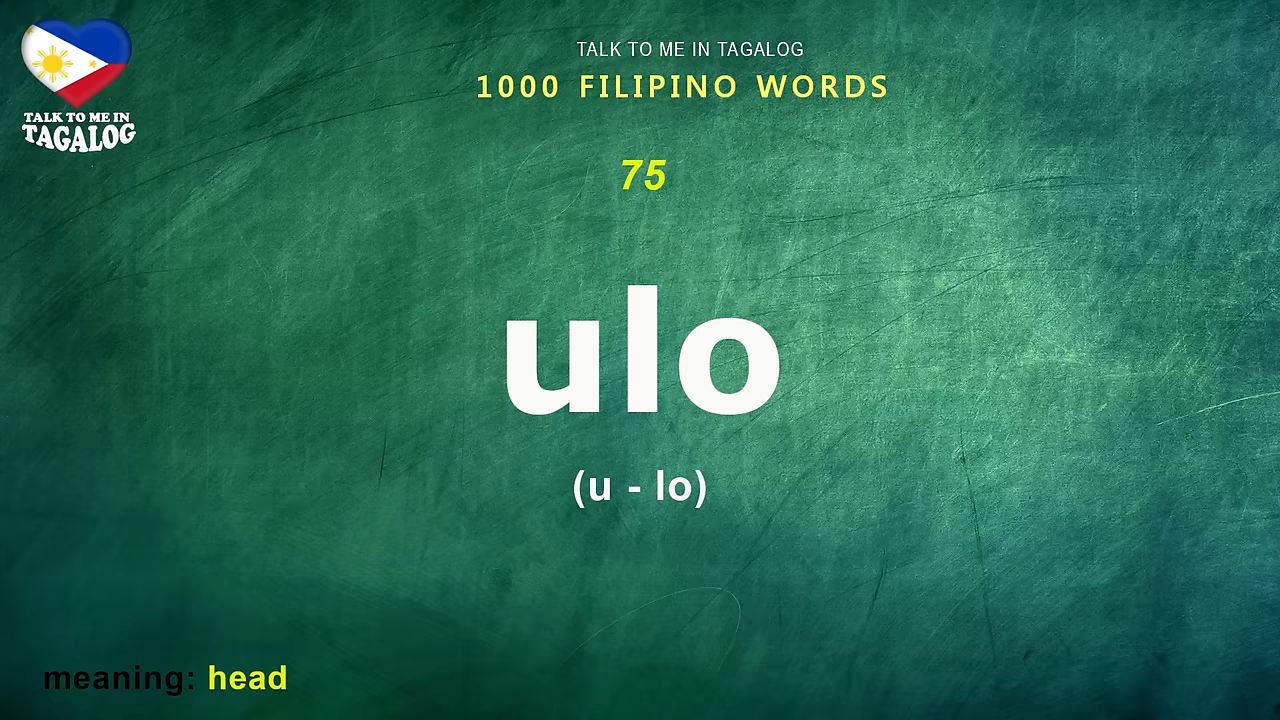 TALK TO ME IN
TAGALOG
TALK TO ME IN TAGALOG
1000 FILIPINO WORDS
75
ulo
(u - lo)
meaning: head